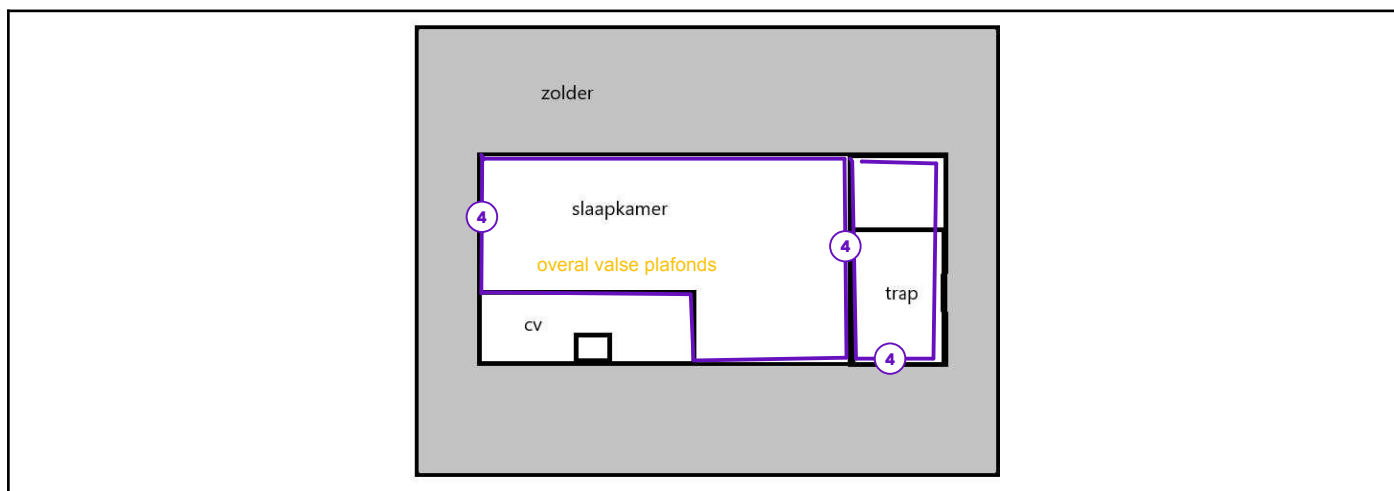 zolder
slaapkamer
4
4
overal valse plafonds
trap
cv
4